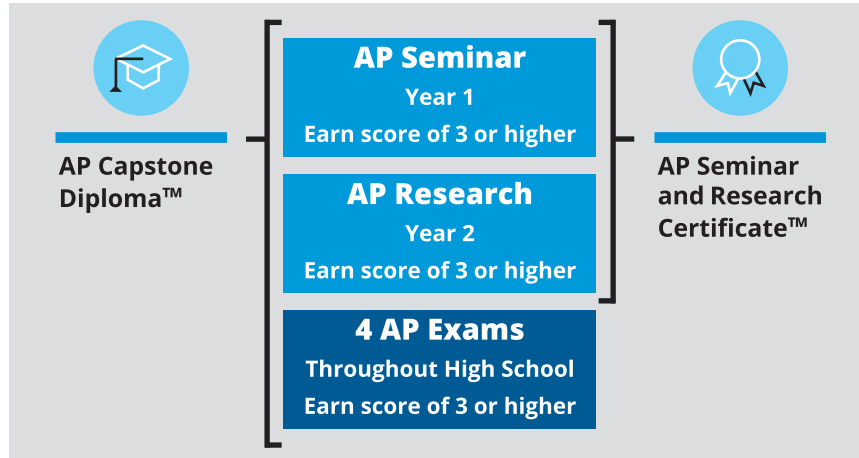 AP Capstone
Diploma™
AP Seminar
Year 1
Earn score of 3 or higher
AP Research
Year 2
Earn score of 3 or higher
4 AP Exams
Throughout High School
Earn score of 3 or higher
AP Seminar
and Research
Certificate™